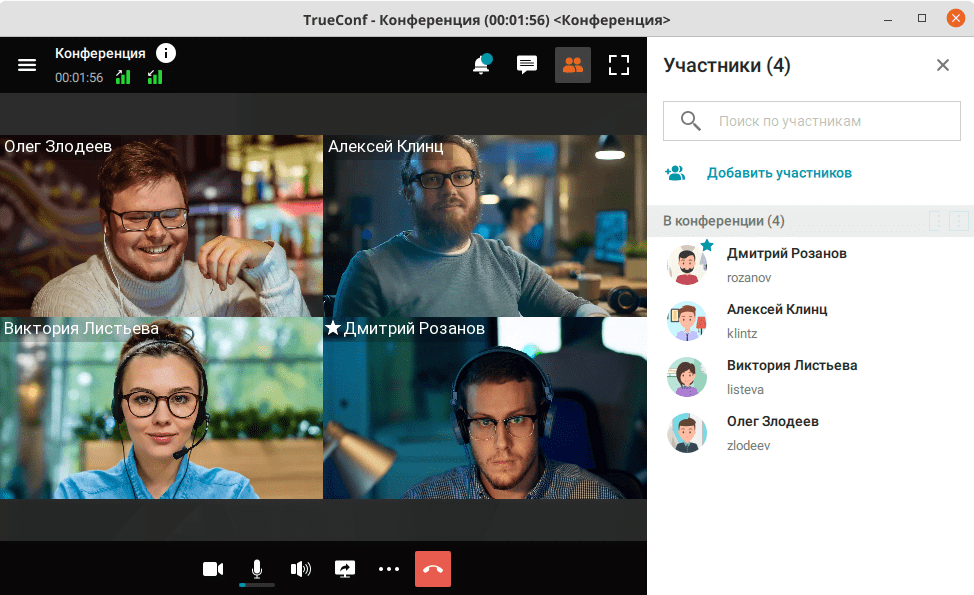 TrueConf - Конференция (00:01:56) <Конференция>
Конференция
00:01:56
Олег Злодеев
Алексей Клинц
Виктория Листьева
Дмитрий Розанов
Участники (4)
Поиск по участникам
Добавить участников
В конференции (4)
Дмитрий Розанов
rozanov
Алексей Клинц
klintz
Виктория Листьева
listeva
Олег Злодеев
zlodeev